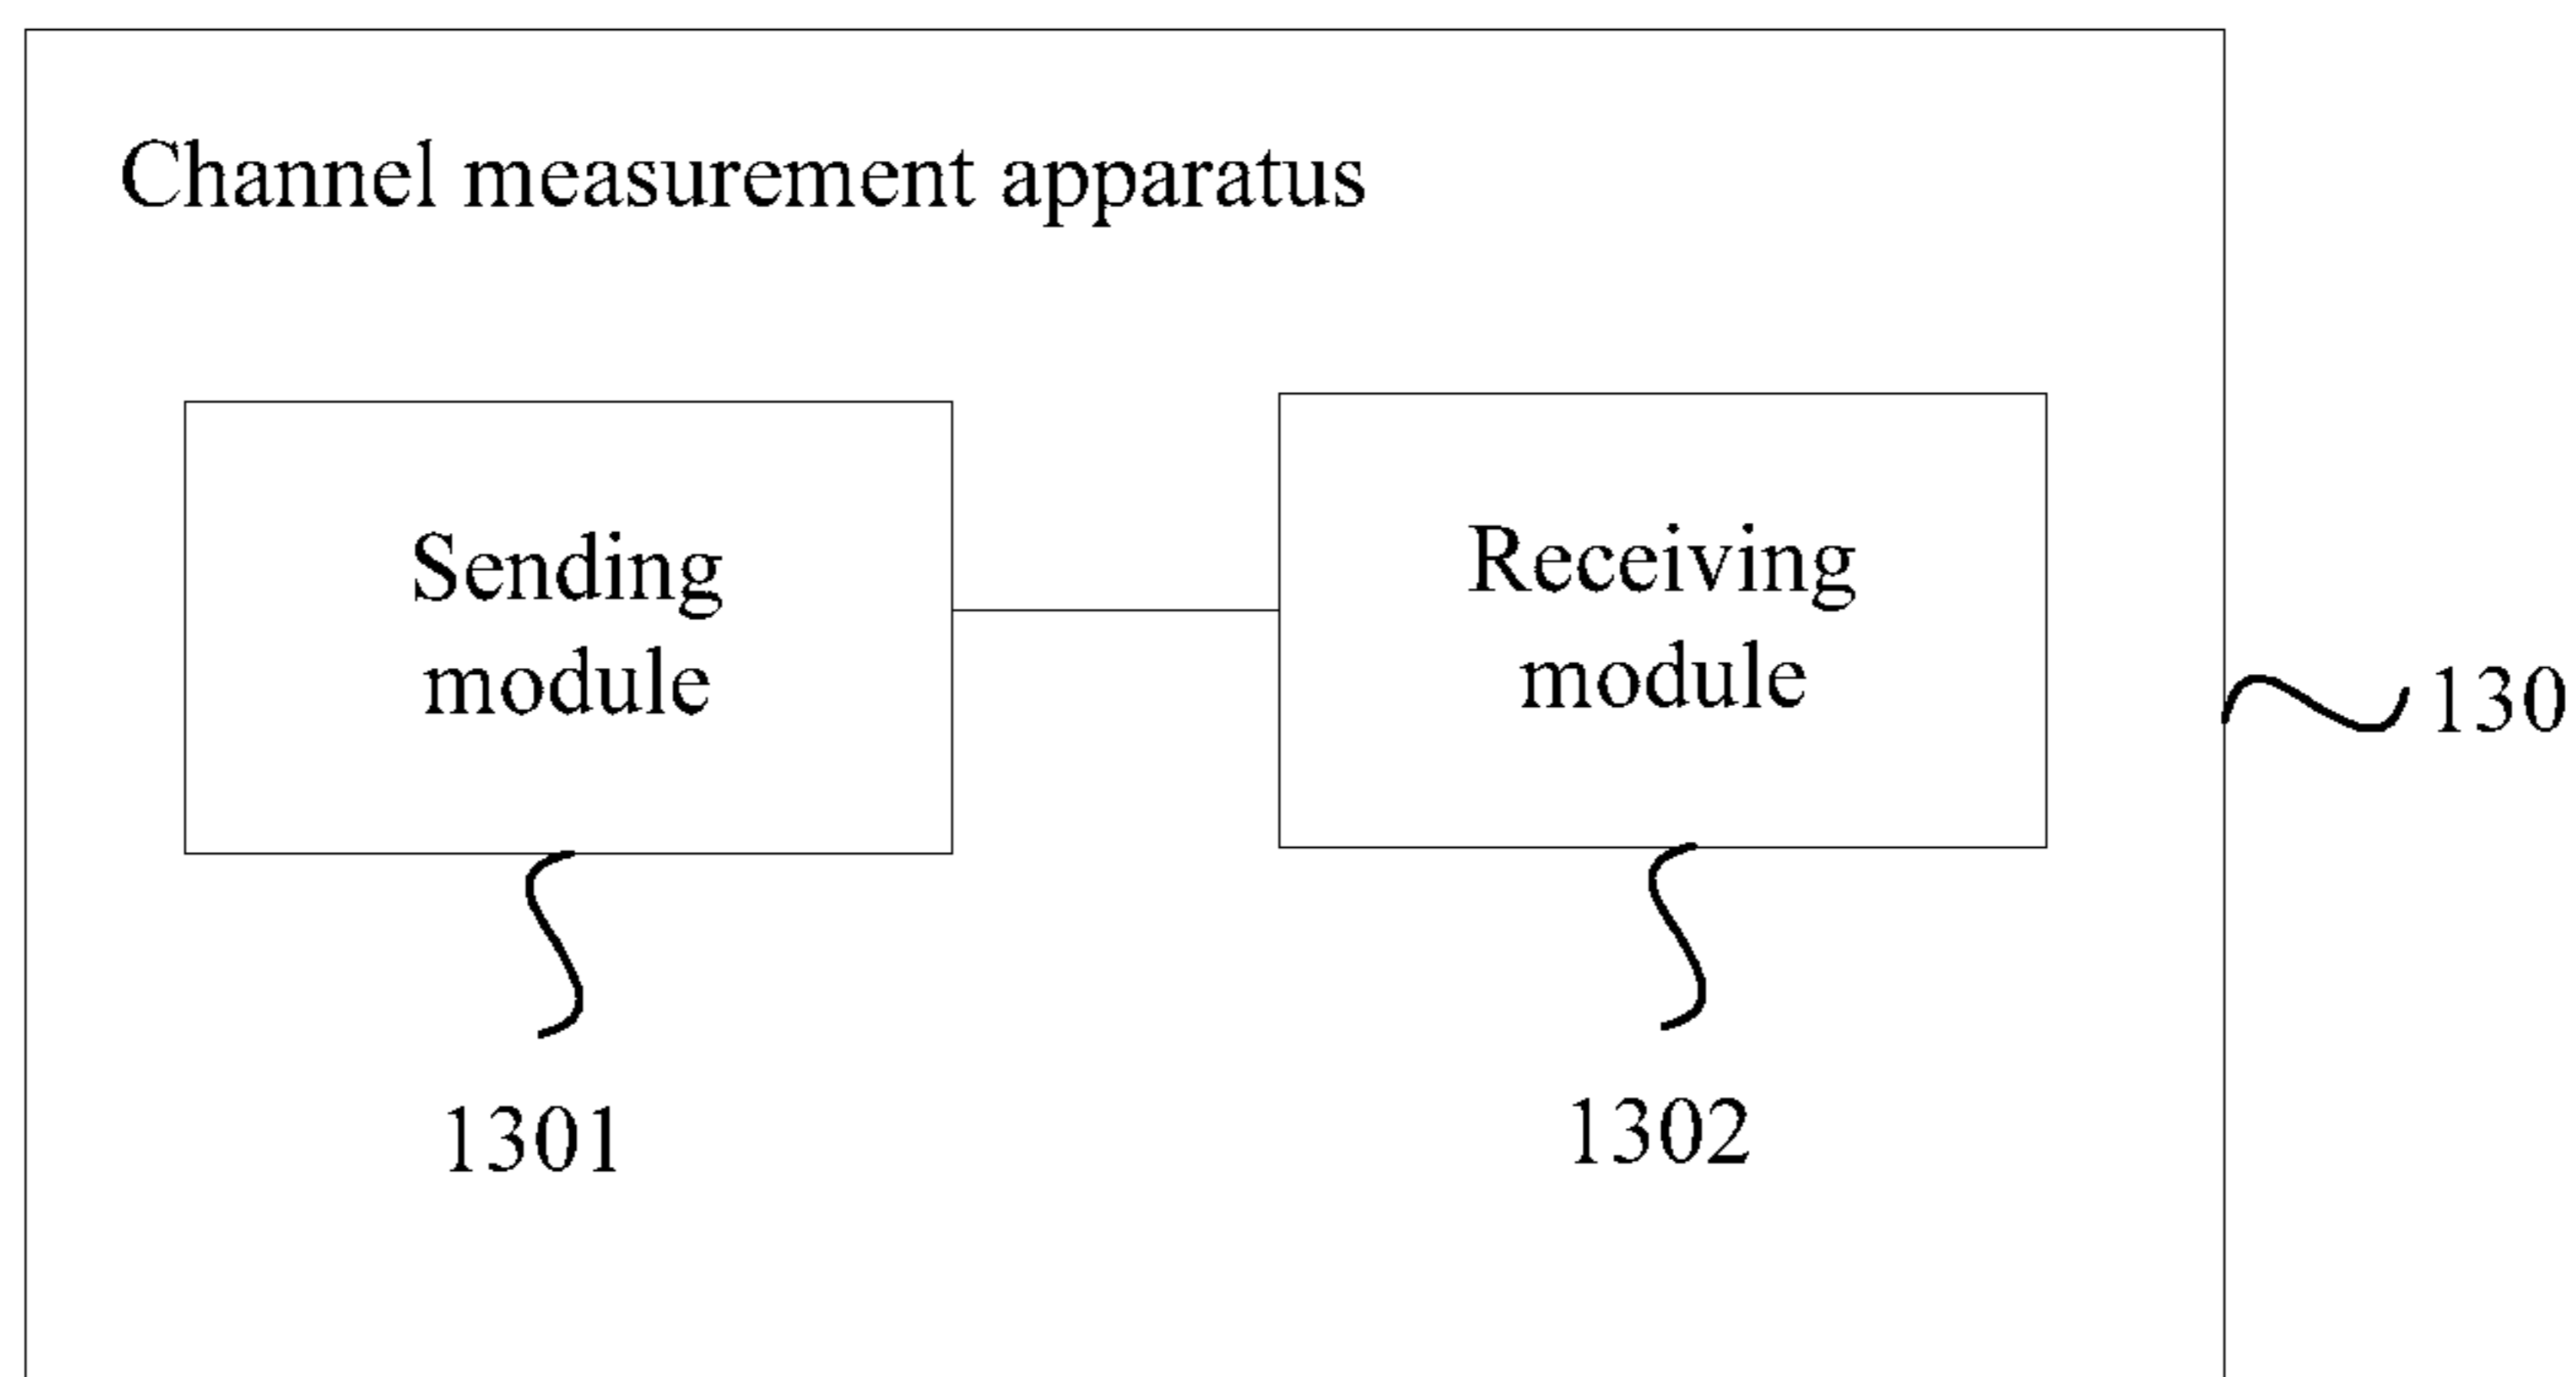 Channel measurement apparatus
Sending
module
Receiving
module
130
1301
1302